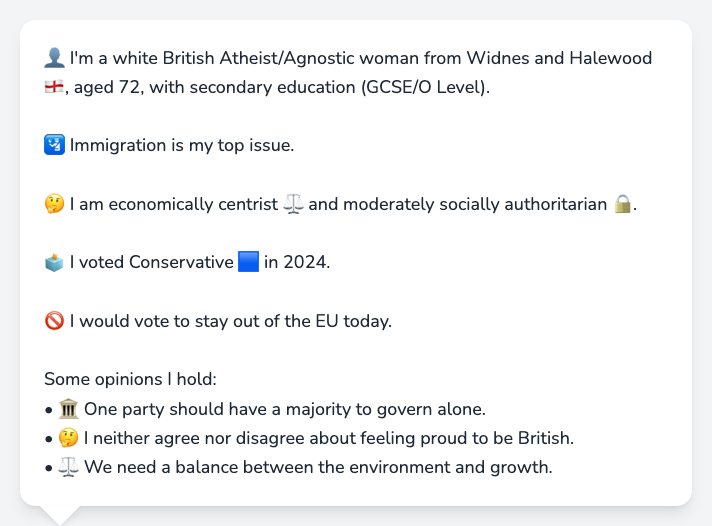 👤 I'm a white British Atheist/Agnostic woman from Widnes and Halewood
🏴󠁧󠁢󠁥󠁮󠁧󠁿, aged 72, with secondary education (GCSE/O Level).
🛂 Immigration is my top issue.
🤔 I am economically centrist ⚖️ and moderately socially authoritarian 🔒.
🗳️ I voted Conservative 🟦 in 2024.
🚫 I would vote to stay out of the EU today.
Some opinions I hold:
• 🏛️ One party should have a majority to govern alone.
• 🤔 I neither agree nor disagree about feeling proud to be British.
• ⚖️ We need a balance between the environment and growth.